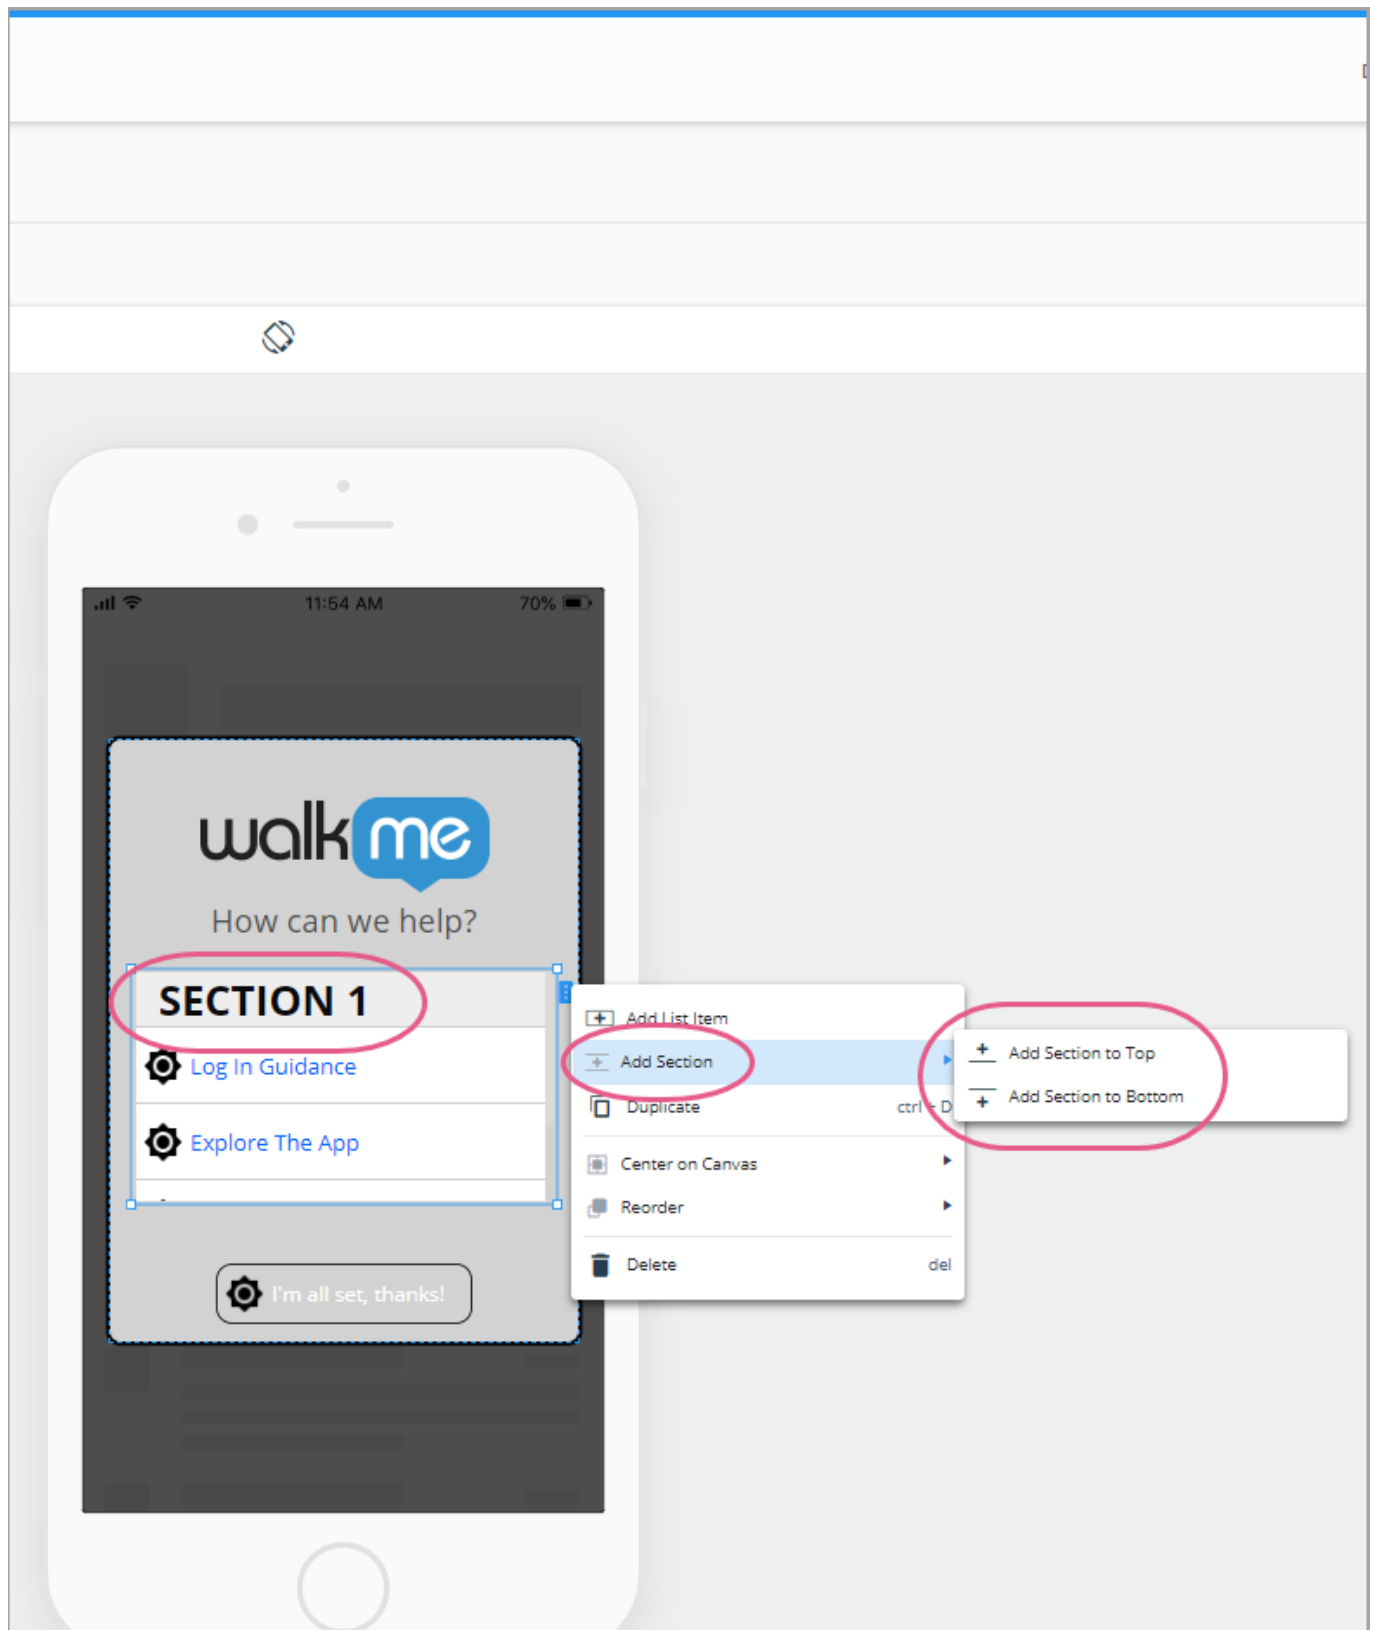 11:54 AM
70%
walkme
How can we help?
SECTION 1
Log In Guidance
Explore The App
I'm all set, thanks!
Add List Item
Add Section
Duplicate ctrl + D
Center on Canvas
Reorder
Delete del
Add Section to Top
Add Section to Bottom